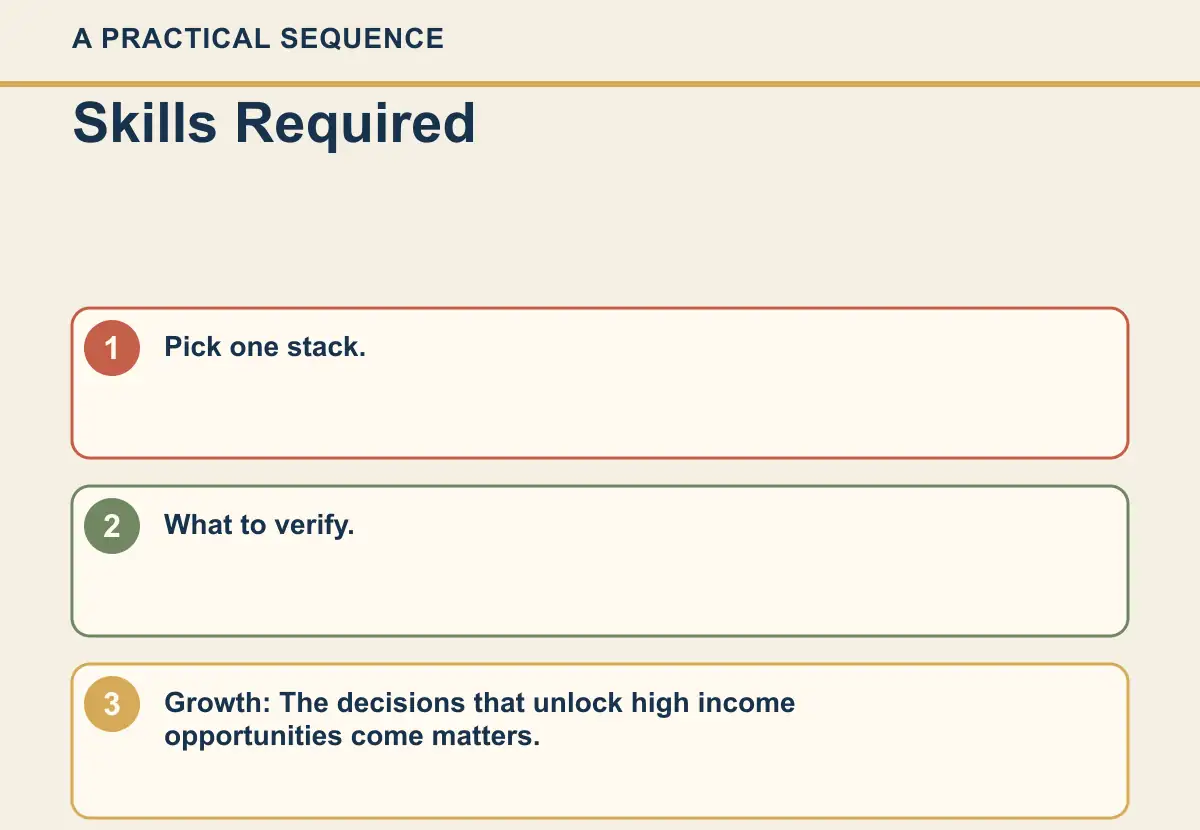 A PRACTICAL SEQUENCE
Skills Required
1
Pick one stack.
2
What to verify.
3
Growth: The decisions that unlock high income
opportunities come matters.